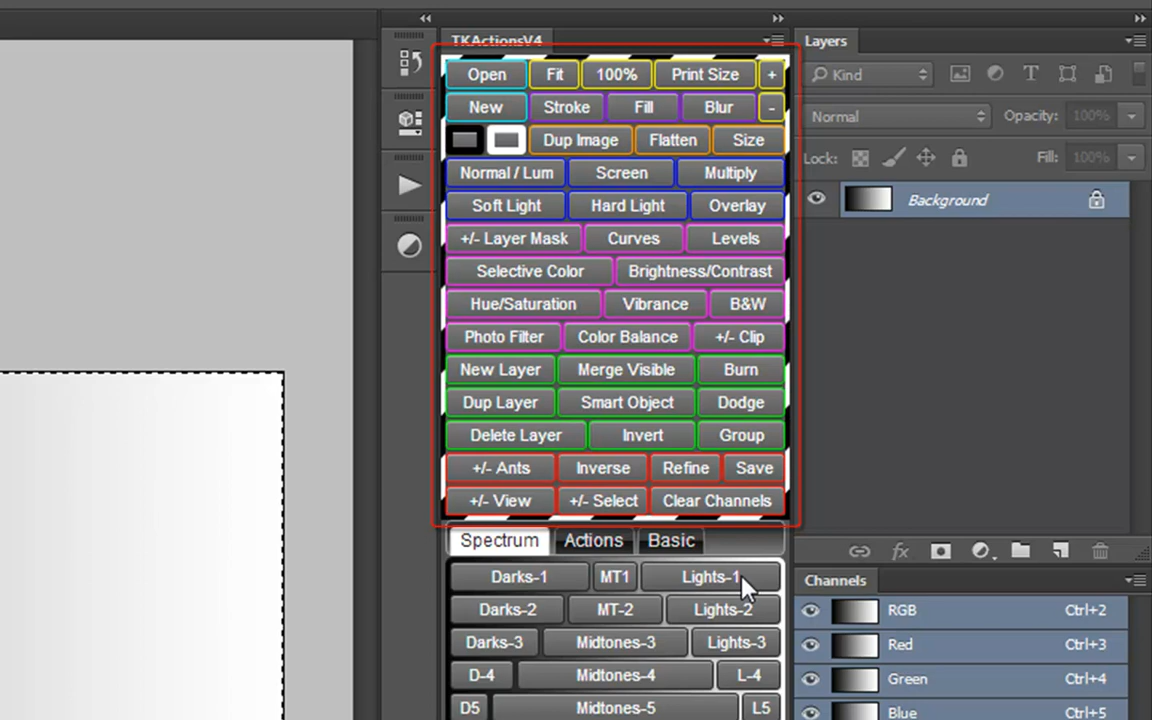 TKActionsV4
Open Fit 100% Print Size +
New Stroke Fill Blur -
Dup Image Flatten Size
Normal / Lum Screen Multiply
Soft Light Hard Light Overlay
+/- Layer Mask Curves Levels
Selective Color Brightness/Contrast
Hue/Saturation Vibrance B&W
Photo Filter Color Balance +/- Clip
New Layer Merge Visible Burn
Dup Layer Smart Object Dodge
Delete Layer Invert Group
+/- Ants Inverse Refine Save
+/- View +/- Select Clear Channels
Spectrum Actions Basic
Darks-1 MT1 Lights-1
Darks-2 MT-2 Lights-2
Darks-3 Midtones-3 Lights-3
D-4 Midtones-4 L-4
D5 Midtones-5 L5
Layers
Kind
Normal Opacity: 100%
Lock: Fill: 100%
Background
fx
Channels
RGB Ctrl+2
Red Ctrl+3
Green Ctrl+4
Blue Ctrl+5